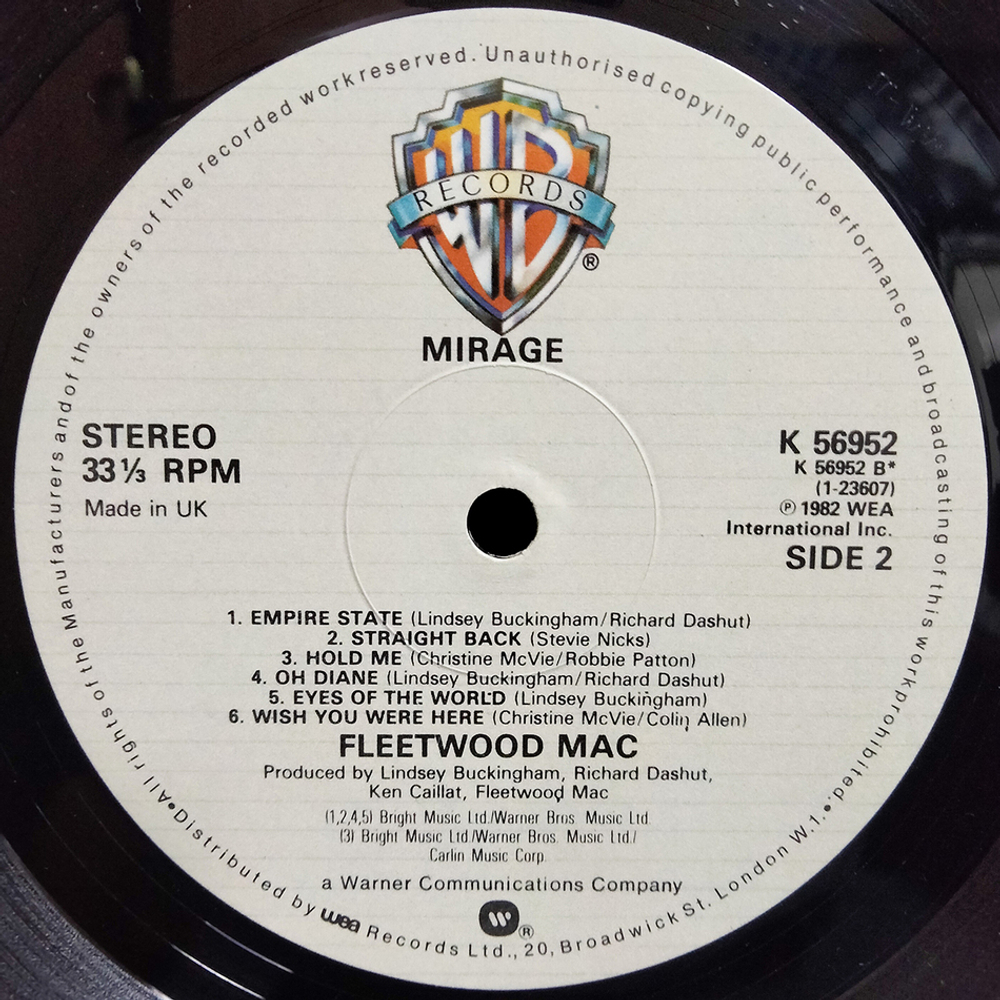 •All rights of the Manufacturers andof the owners of the recorded work reserved. Unauthorised copying public performance and broadcasting of this work prohibited.•
WB
RECORDS
®
MIRAGE
STEREO
33⅓ RPM
Made in UK
K 56952
K 56952 B*
(1-23607)
℗ 1982 WEA
International Inc.
SIDE 2
1. EMPIRE STATE (Lindsey Buckingham/Richard Dashut)
2. STRAIGHT BACK (Stevie Nicks)
3. HOLD ME (Christine McVie/Robbie Patton)
4. OH DIANE (Lindsey Buckingham/Richard Dashut)
5. EYES OF THE WORLD (Lindsey Buckingham)
6. WISH YOU WERE HERE (Christine McVie/Colin Allen)
FLEETWOOD MAC
Produced by Lindsey Buckingham, Richard Dashut,
Ken Caillat, Fleetwood Mac
(1,2,4,5) Bright Music Ltd./Warner Bros. Music Ltd.
(3) Bright Music Ltd./Warner Bros. Music Ltd./
Carlin Music Corp.
a Warner Communications Company
W®
Distributed by wea Records Ltd., 20, Broadwick St. London W.1.